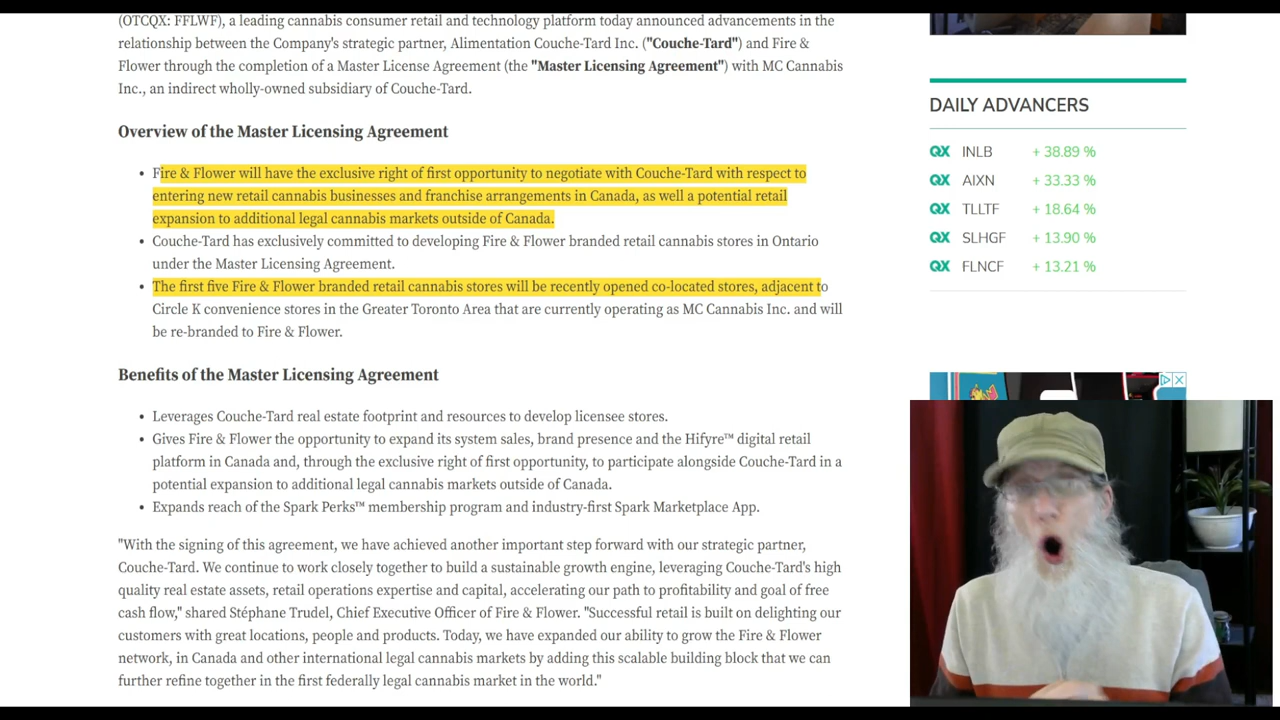 (OTCQX: FFLWF), a leading cannabis consumer retail and technology platform today announced advancements in the
relationship between the Company's strategic partner, Alimentation Couche-Tard Inc. ("Couche-Tard") and Fire &
Flower through the completion of a Master License Agreement (the "Master Licensing Agreement") with MC Cannabis
Inc., an indirect wholly-owned subsidiary of Couche-Tard.
Overview of the Master Licensing Agreement
• Fire & Flower will have the exclusive right of first opportunity to negotiate with Couche-Tard with respect to
entering new retail cannabis businesses and franchise arrangements in Canada, as well a potential retail
expansion to additional legal cannabis markets outside of Canada.
• Couche-Tard has exclusively committed to developing Fire & Flower branded retail cannabis stores in Ontario
under the Master Licensing Agreement.
• The first five Fire & Flower branded retail cannabis stores will be recently opened co-located stores, adjacent to
Circle K convenience stores in the Greater Toronto Area that are currently operating as MC Cannabis Inc. and will
be re-branded to Fire & Flower.
Benefits of the Master Licensing Agreement
• Leverages Couche-Tard real estate footprint and resources to develop licensee stores.
• Gives Fire & Flower the opportunity to expand its system sales, brand presence and the Hifyre™ digital retail
platform in Canada and, through the exclusive right of first opportunity, to participate alongside Couche-Tard in a
potential expansion to additional legal cannabis markets outside of Canada.
• Expands reach of the Spark Perks™ membership program and industry-first Spark Marketplace App.
"With the signing of this agreement, we have achieved another important step forward with our strategic partner,
Couche-Tard. We continue to work closely together to build a sustainable growth engine, leveraging Couche-Tard's high
quality real estate assets, retail operations expertise and capital, accelerating our path to profitability and goal of free
cash flow," shared Stéphane Trudel, Chief Executive Officer of Fire & Flower. "Successful retail is built on delighting our
customers with great locations, people and products. Today, we have expanded our ability to grow the Fire & Flower
network, in Canada and other international legal cannabis markets by adding this scalable building block that we can
further refine together in the first federally legal cannabis market in the world."
DAILY ADVANCERS
QX INLB + 38.89 %
QX AIXN + 33.33 %
QX TLLTF + 18.64 %
QX SLHGF + 13.90 %
QX FLNCF + 13.21 %